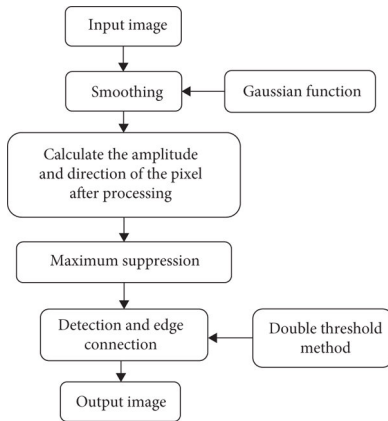 Input image
Smoothing
Gaussian function
Calculate the amplitude
and direction of the pixel
after processing
Maximum suppression
Detection and edge
connection
Double threshold
method
Output image